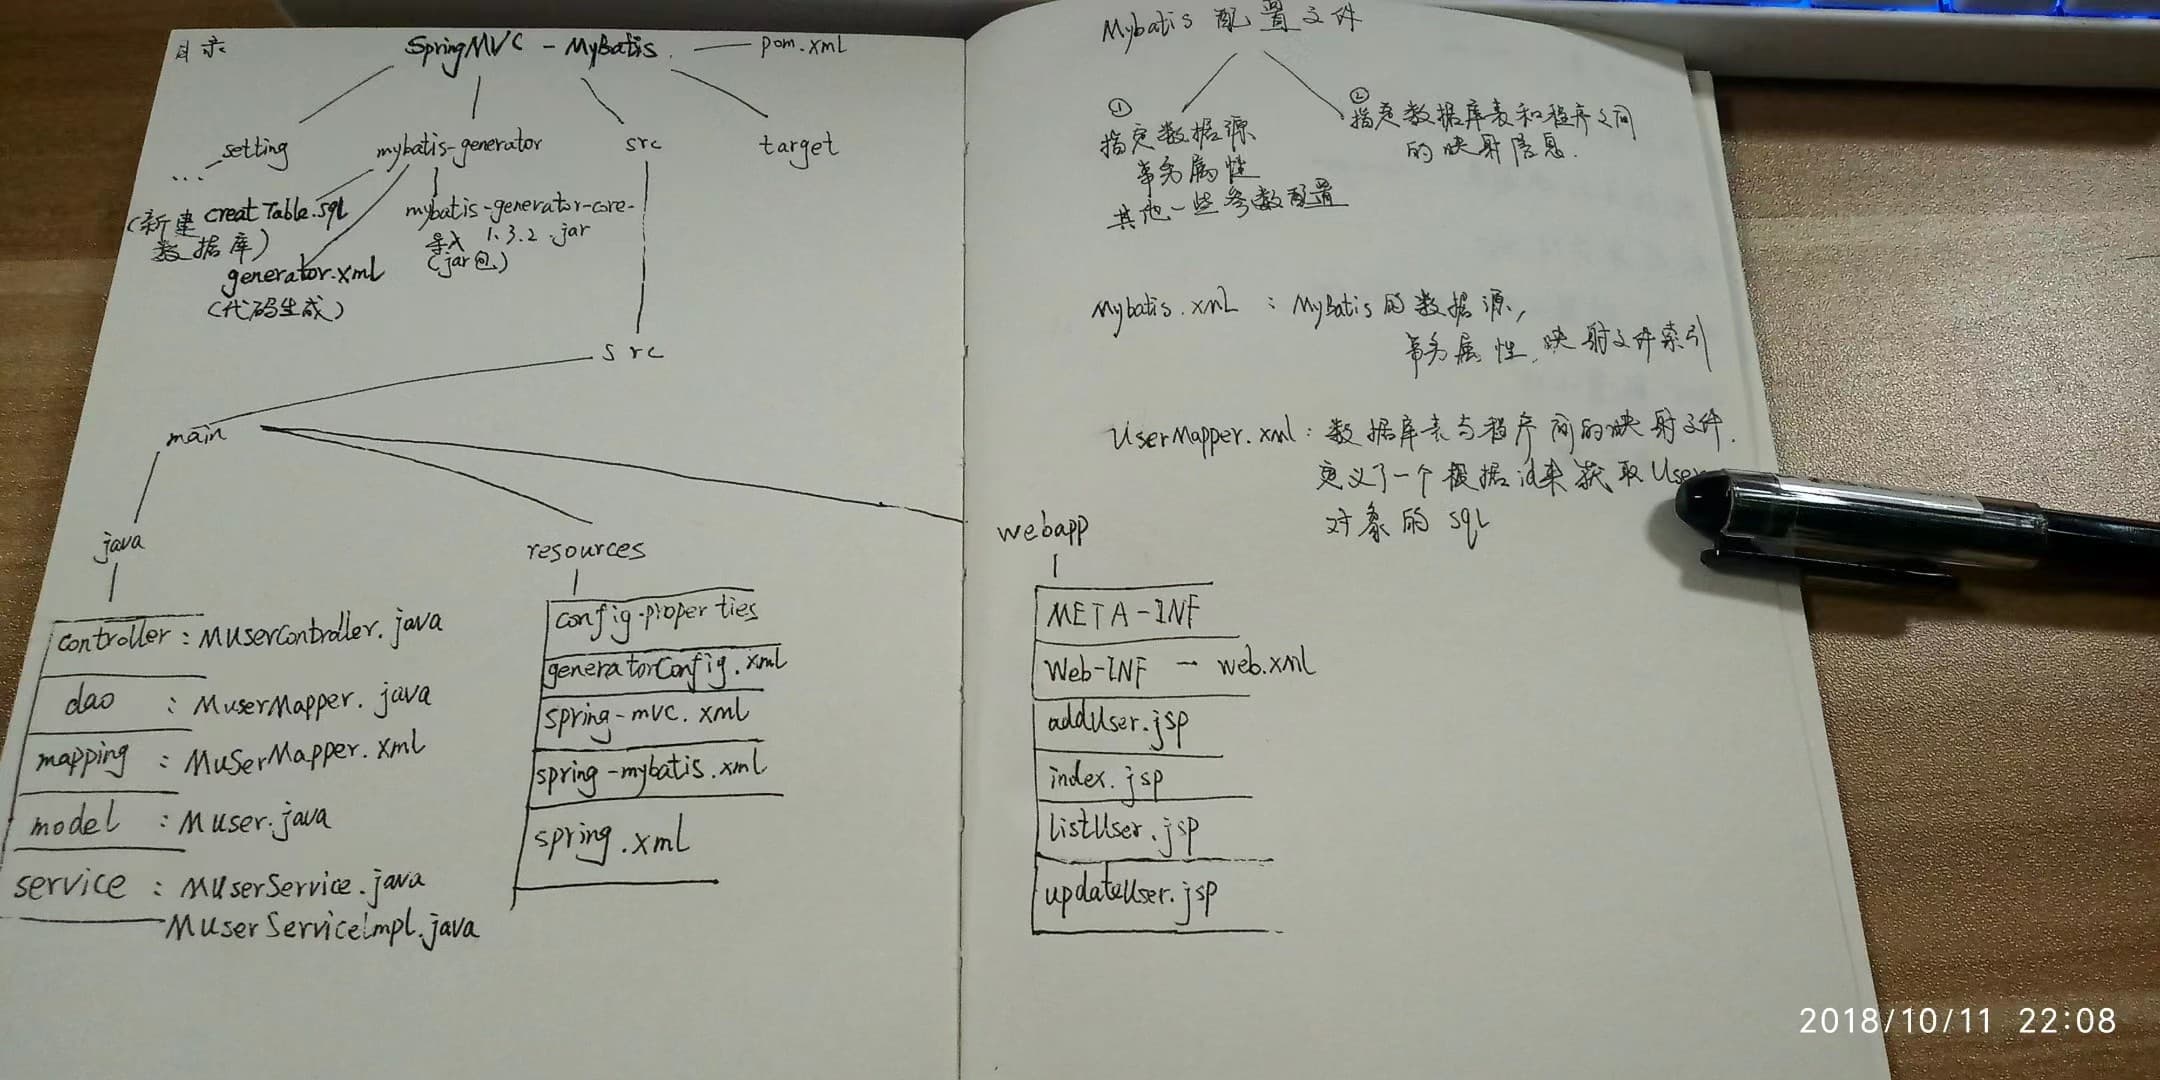 目录
SpringMVC - MyBatis —— pom.xml
setting
mybatis-generator
src
target
...
creatTable.sql
(新建
数据库)
generator.xml
(代码生成)
mybatis-generator-core-
1.3.2.jar
导入
(jar包)
src
main
java
resources
controller : MUserController.java
dao : MuserMapper.java
mapping : MuserMapper.xml
model : Muser.java
service : MUserService.java
MuserServiceImpl.java
config.properties
generatorConfig.xml
spring-mvc.xml
spring-mybatis.xml
spring.xml
Mybatis 配置文件
①
指定数据源
事务属性
其他一些参数配置
②
指定数据库表和程序之间
的映射信息.
Mybatis.xml : MyBatis的数据源,
事务属性,映射文件索引
UserMapper.xml : 数据库表与程序间的映射文件.
定义了一个根据id来获取User
对象的sql
webapp
META-INF
Web-INF — web.xml
addUser.jsp
index.jsp
listUser.jsp
updateUser.jsp
2018/10/11 22:08